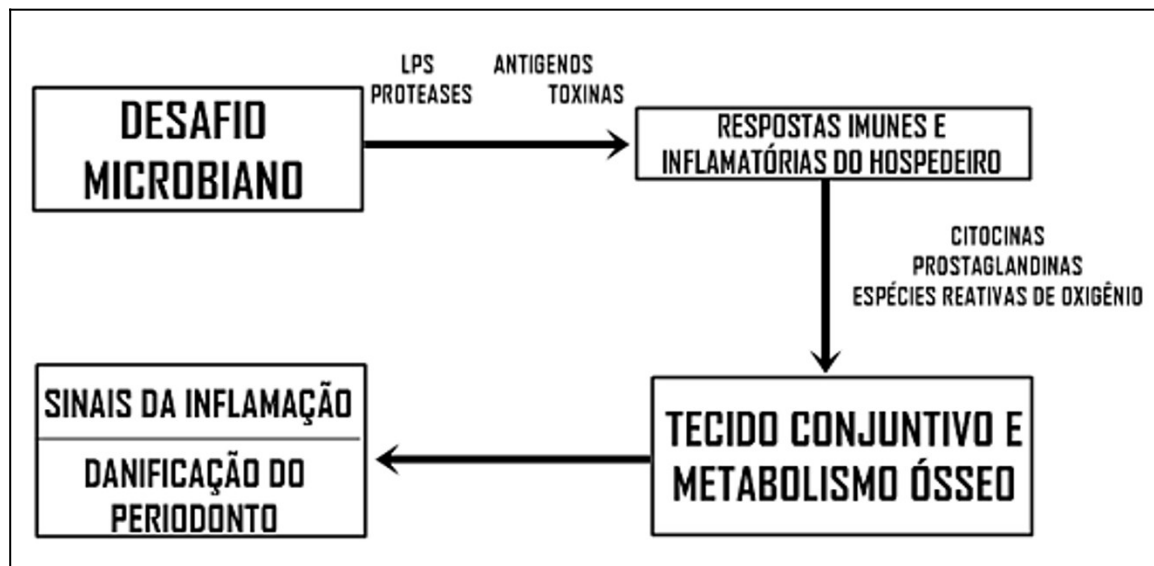 DESAFIO
MICROBIANO
LPS ANTIGENOS
PROTEASES TOXINAS
RESPOSTAS IMUNES E
INFLAMATÓRIAS DO HOSPEDEIRO
CITOCINAS
PROSTAGLANDINAS
ESPÉCIES REATIVAS DE OXIGÊNIO
TECIDO CONJUNTIVO E
METABOLISMO ÓSSEO
SINAIS DA INFLAMAÇÃO
DANIFICAÇÃO DO
PERIODONTO